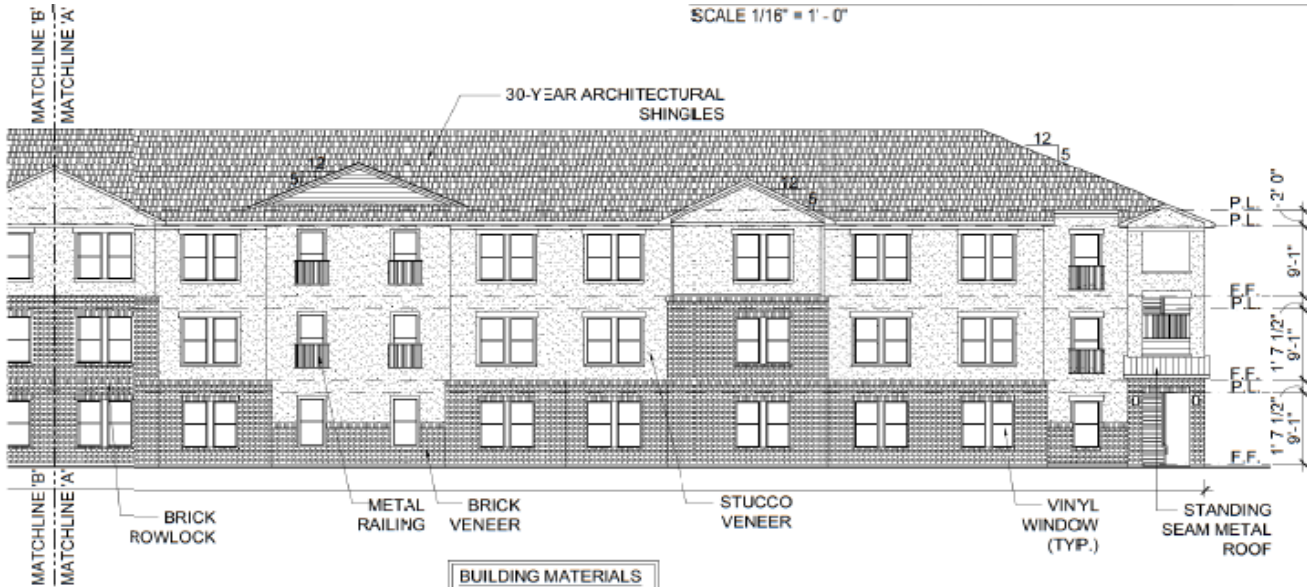 SCALE 1/16" = 1' - 0"
MATCHLINE 'B'
MATCHLINE 'A'
30-YEAR ARCHITECTURAL
SHINGLES
12
5
12
5
12
5
2' 0"
P.L.
P.L.
9'-1"
F.F.
P.L.
1' 7 1/2"
9'-1"
F.F.
P.L.
1' 7 1/2"
9'-1"
F.F.
MATCHLINE 'B'
MATCHLINE 'A'
BRICK
ROWLOCK
METAL
RAILING
BRICK
VENEER
STUCCO
VENEER
VINYL
WINDOW
(TYP.)
STANDING
SEAM METAL
ROOF
BUILDING MATERIALS